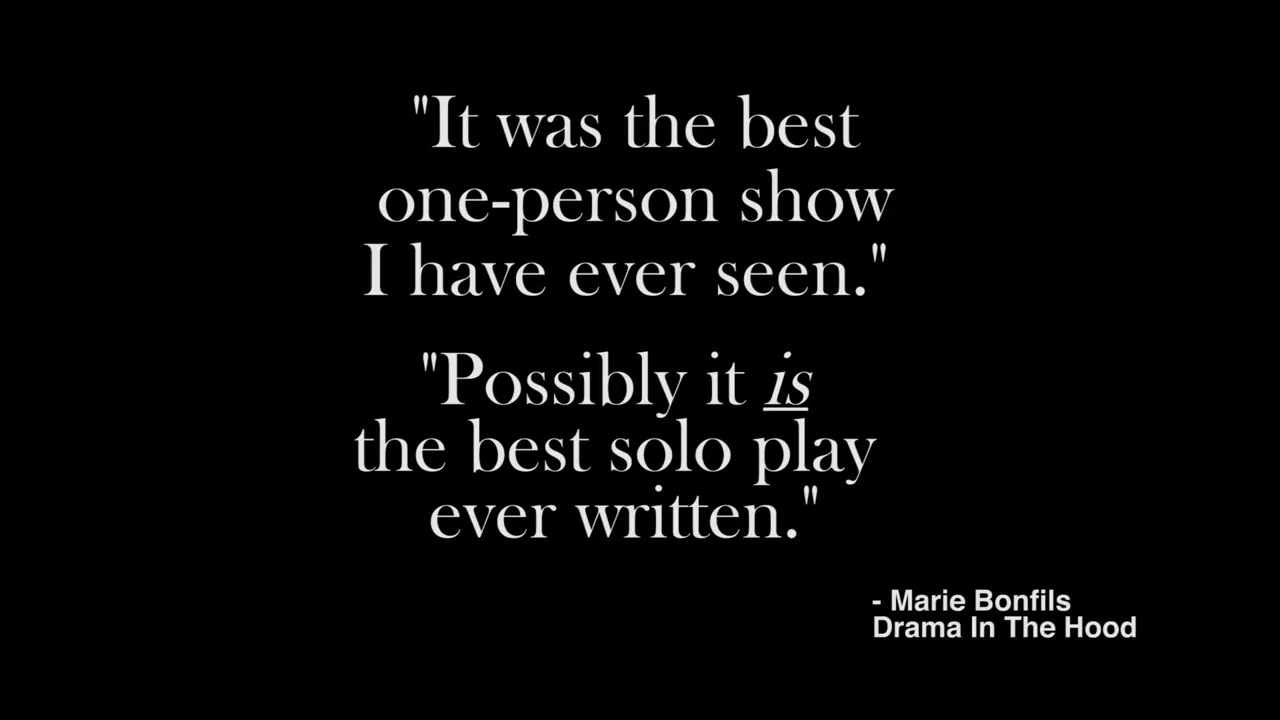 "It was the best
one-person show
I have ever seen."
"Possibly it is
the best solo play
ever written."
- Marie Bonfils
Drama In The Hood